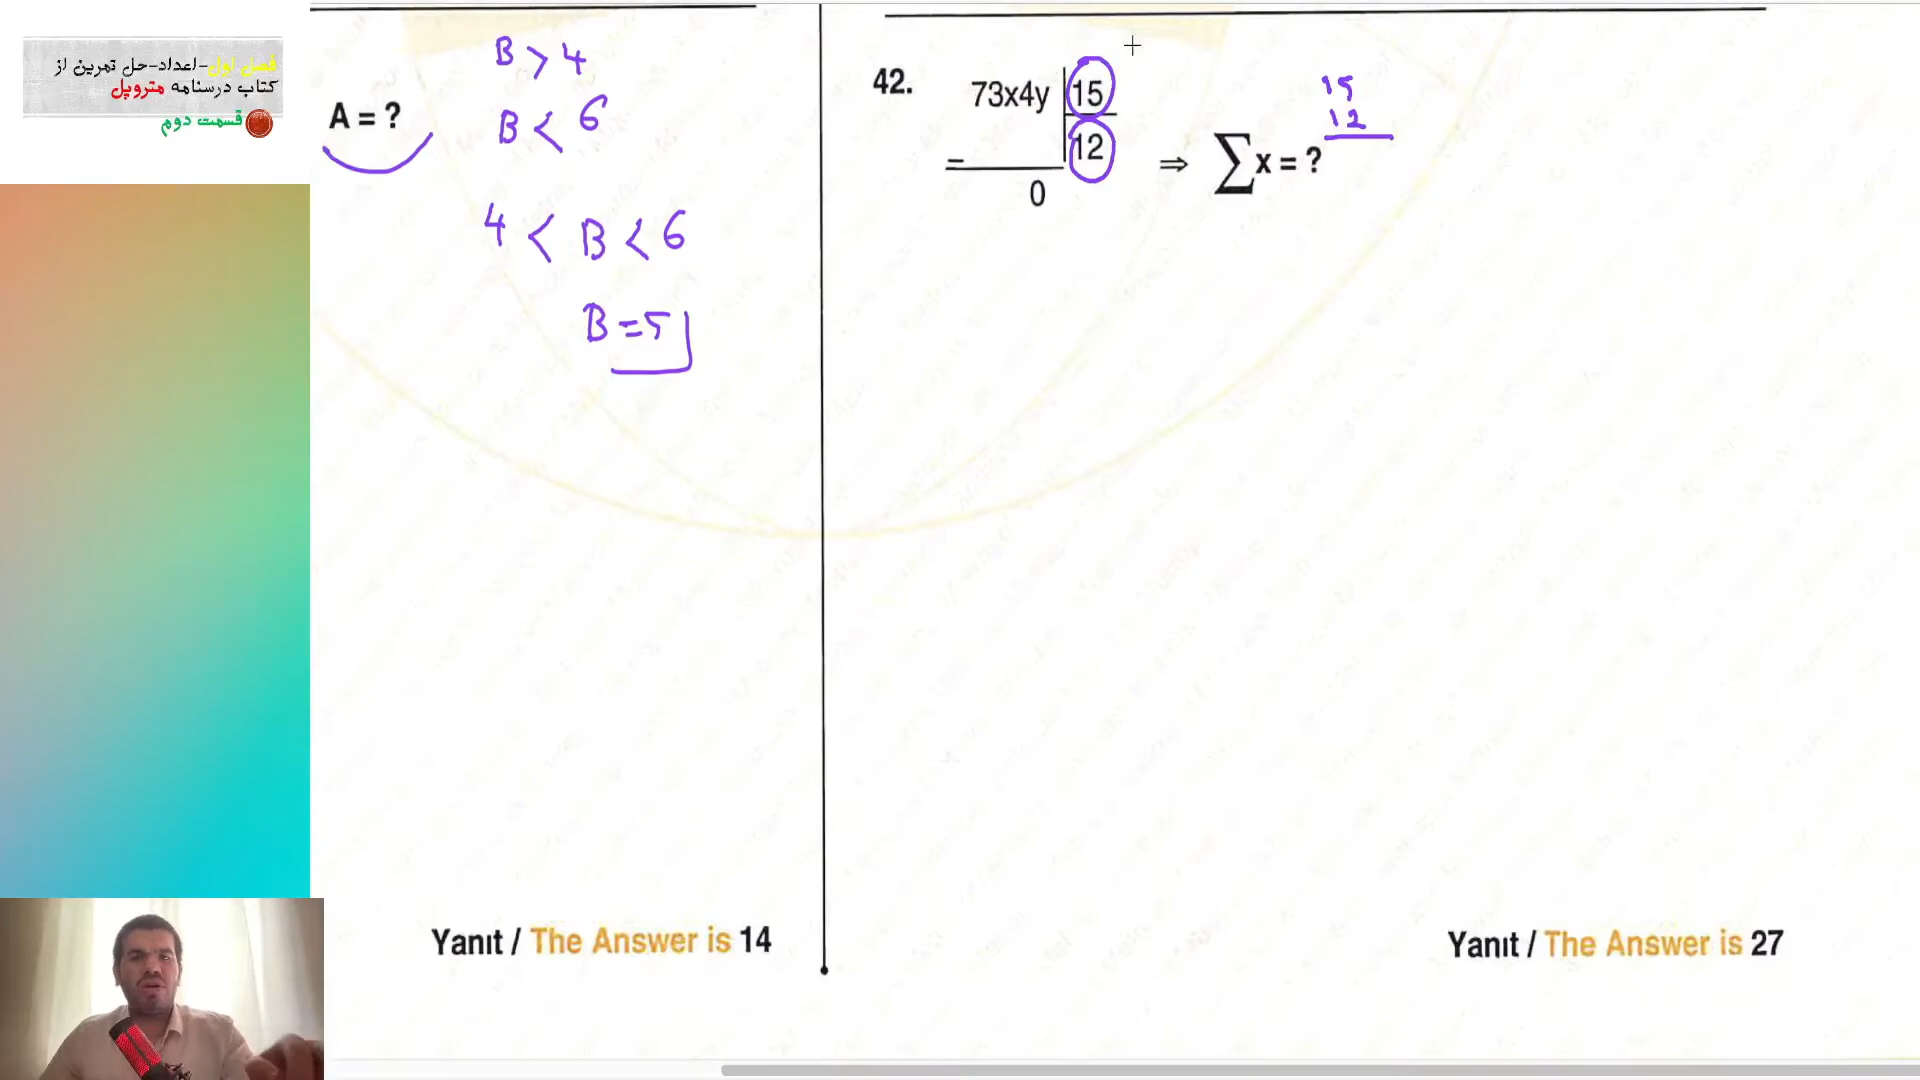 فصل اول-اعداد-حل تمرین از
کتاب درسنامه متروپل
قسمت دوم
A = ?
B > 4
B < 6
4 < B < 6
B = 5
Yanıt / The Answer is 14
42.
73x4y 15
12
0
⇒ ∑x = ?
15
12
Yanıt / The Answer is 27